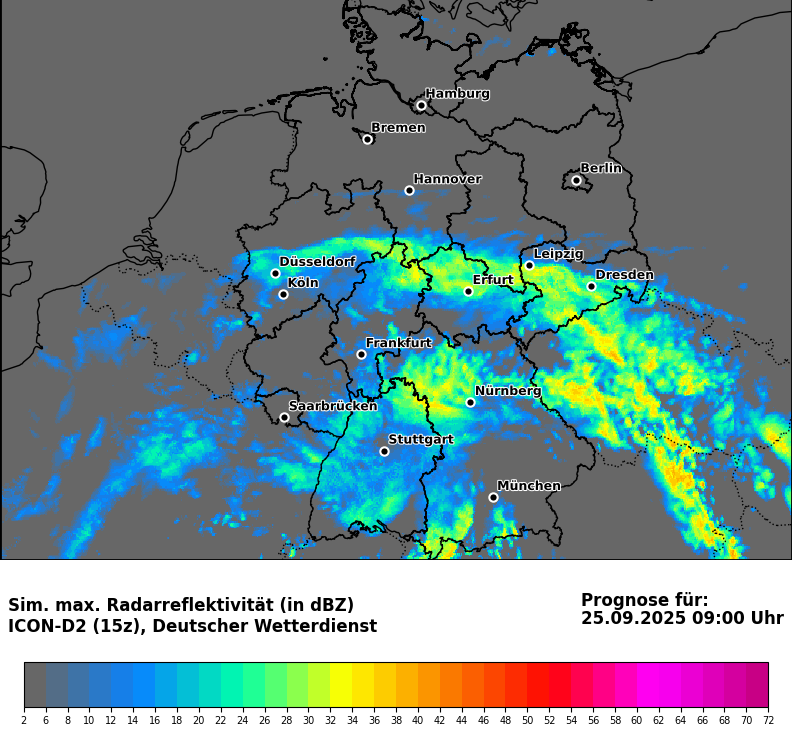 Hamburg
Bremen
Berlin
Hannover
Leipzig
Düsseldorf
Dresden
Köln
Erfurt
Frankfurt
Nürnberg
Saarbrücken
Stuttgart
München
Sim. max. Radarreflektivität (in dBZ)
ICON-D2 (15z), Deutscher Wetterdienst
Prognose für:
25.09.2025 09:00 Uhr
2 6 8 10 12 14 16 18 20 22 24 26 28 30 32 34 36 38 40 42 44 46 48 50 52 54 56 58 60 62 64 66 68 70 72